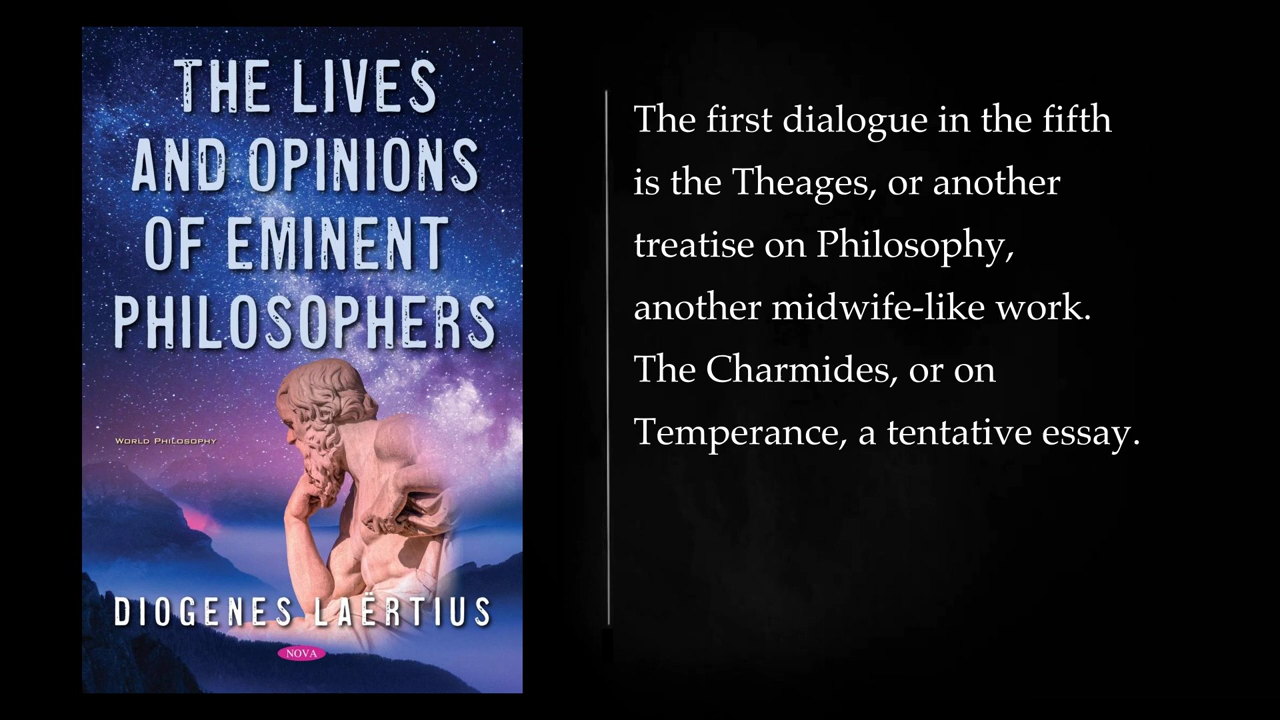 THE LIVES
AND OPINIONS
OF EMINENT
PHILOSOPHERS
WORLD PHILOSOPHY
DIOGENES LAËRTIUS
NOVA
The first dialogue in the fifth
is the Theages, or another
treatise on Philosophy,
another midwife-like work.
The Charmides, or on
Temperance, a tentative essay.